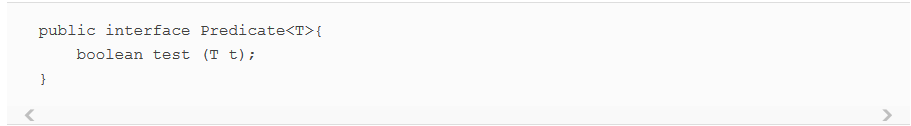 public interface Predicate<T>{
    boolean test (T t);
}